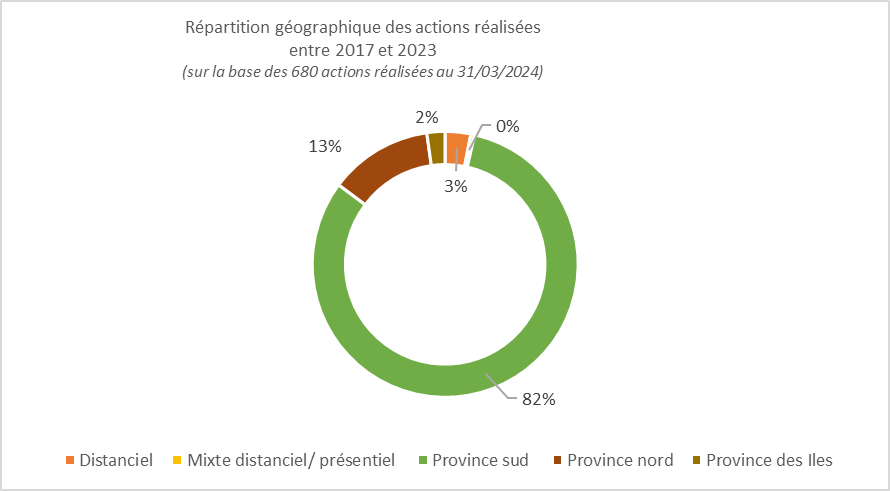 Répartition géographique des actions réalisées
entre 2017 et 2023
(sur la base des 680 actions réalisées au 31/03/2024)
2%
0%
13%
3%
82%
Distanciel
Mixte distanciel/ présentiel
Province sud
Province nord
Province des Iles